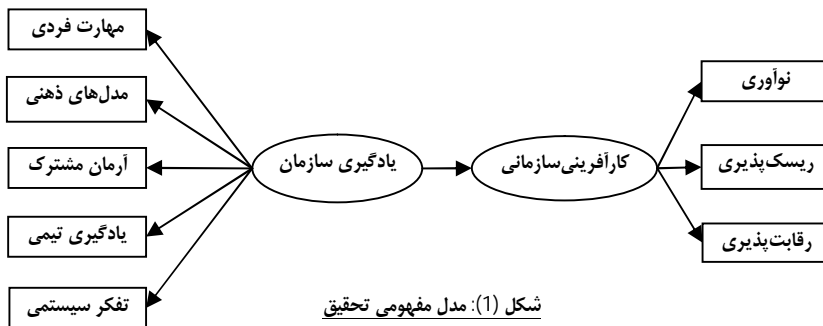 مهارت فردی
مدل‌های ذهنی
آرمان مشترک
یادگیری تیمی
تفکر سیستمی
یادگیری سازمان
کارآفرینی‌سازمانی
نوآوری
ریسک‌پذیری
رقابت‌پذیری
شکل (1): مدل مفهومی تحقیق